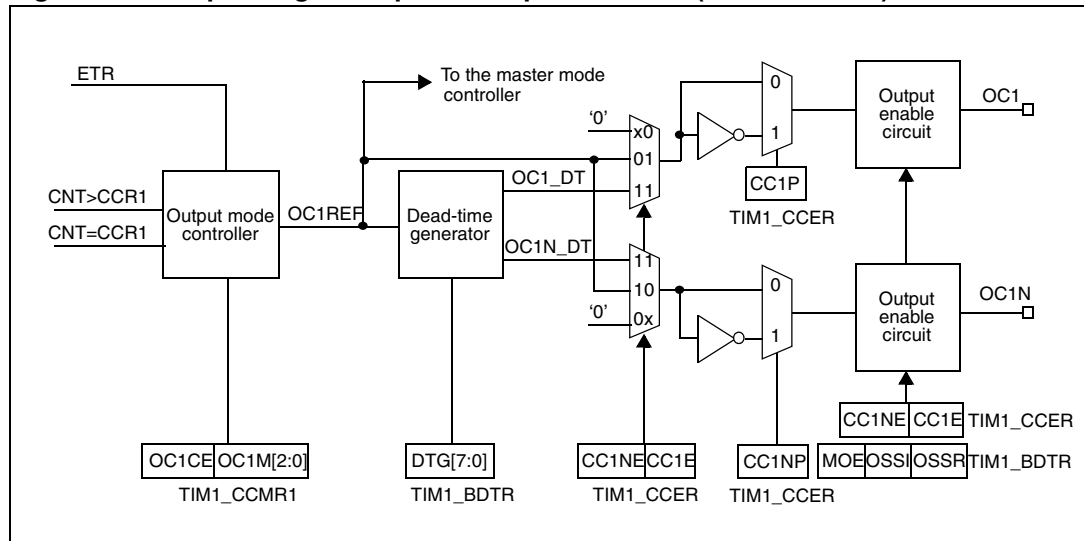 ETR
To the master mode
controller
CNT>CCR1
CNT=CCR1
Output mode
controller
OC1REF
Dead-time
generator
OC1_DT
OC1N_DT
'0'
x0
01
11
11
10
0x
'0'
0
1
CC1P
TIM1_CCER
0
1
Output
enable
circuit
OC1
Output
enable
circuit
OC1N
OC1CE OC1M[2:0]
TIM1_CCMR1
DTG[7:0]
TIM1_BDTR
CC1NE CC1E
TIM1_CCER
CC1NP
TIM1_CCER
CC1NE CC1E TIM1_CCER
MOE OSSI OSSR TIM1_BDTR